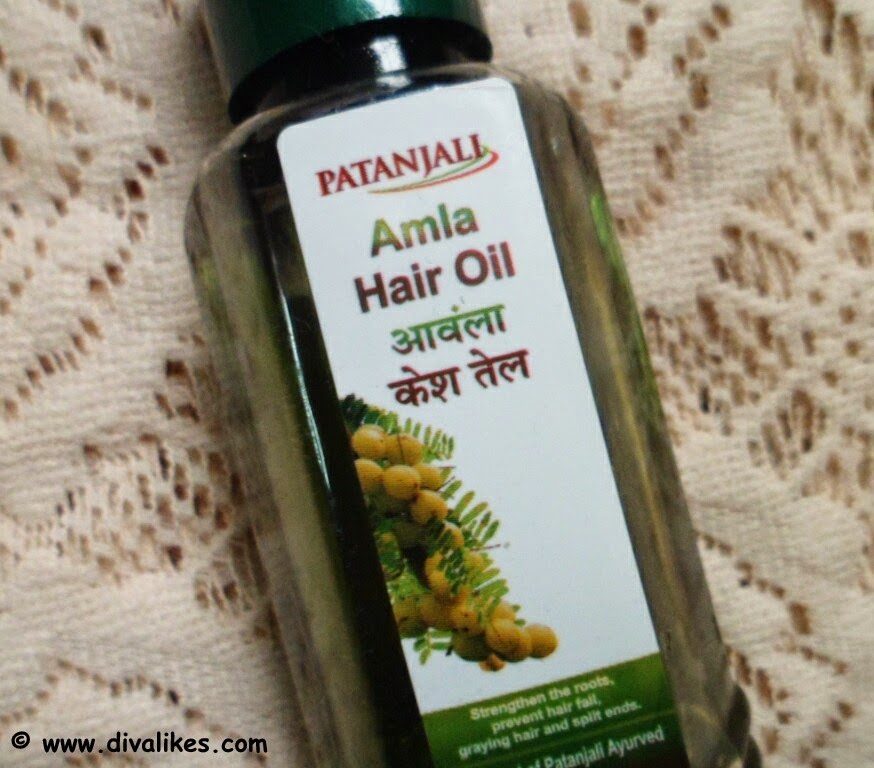 PATANJALI
Amla
Hair Oil
आवंला
केश तेल
Strengthen the roots,
prevent hair fall,
graying hair and split ends.
of Patanjali Ayurved
© www.divalikes.com